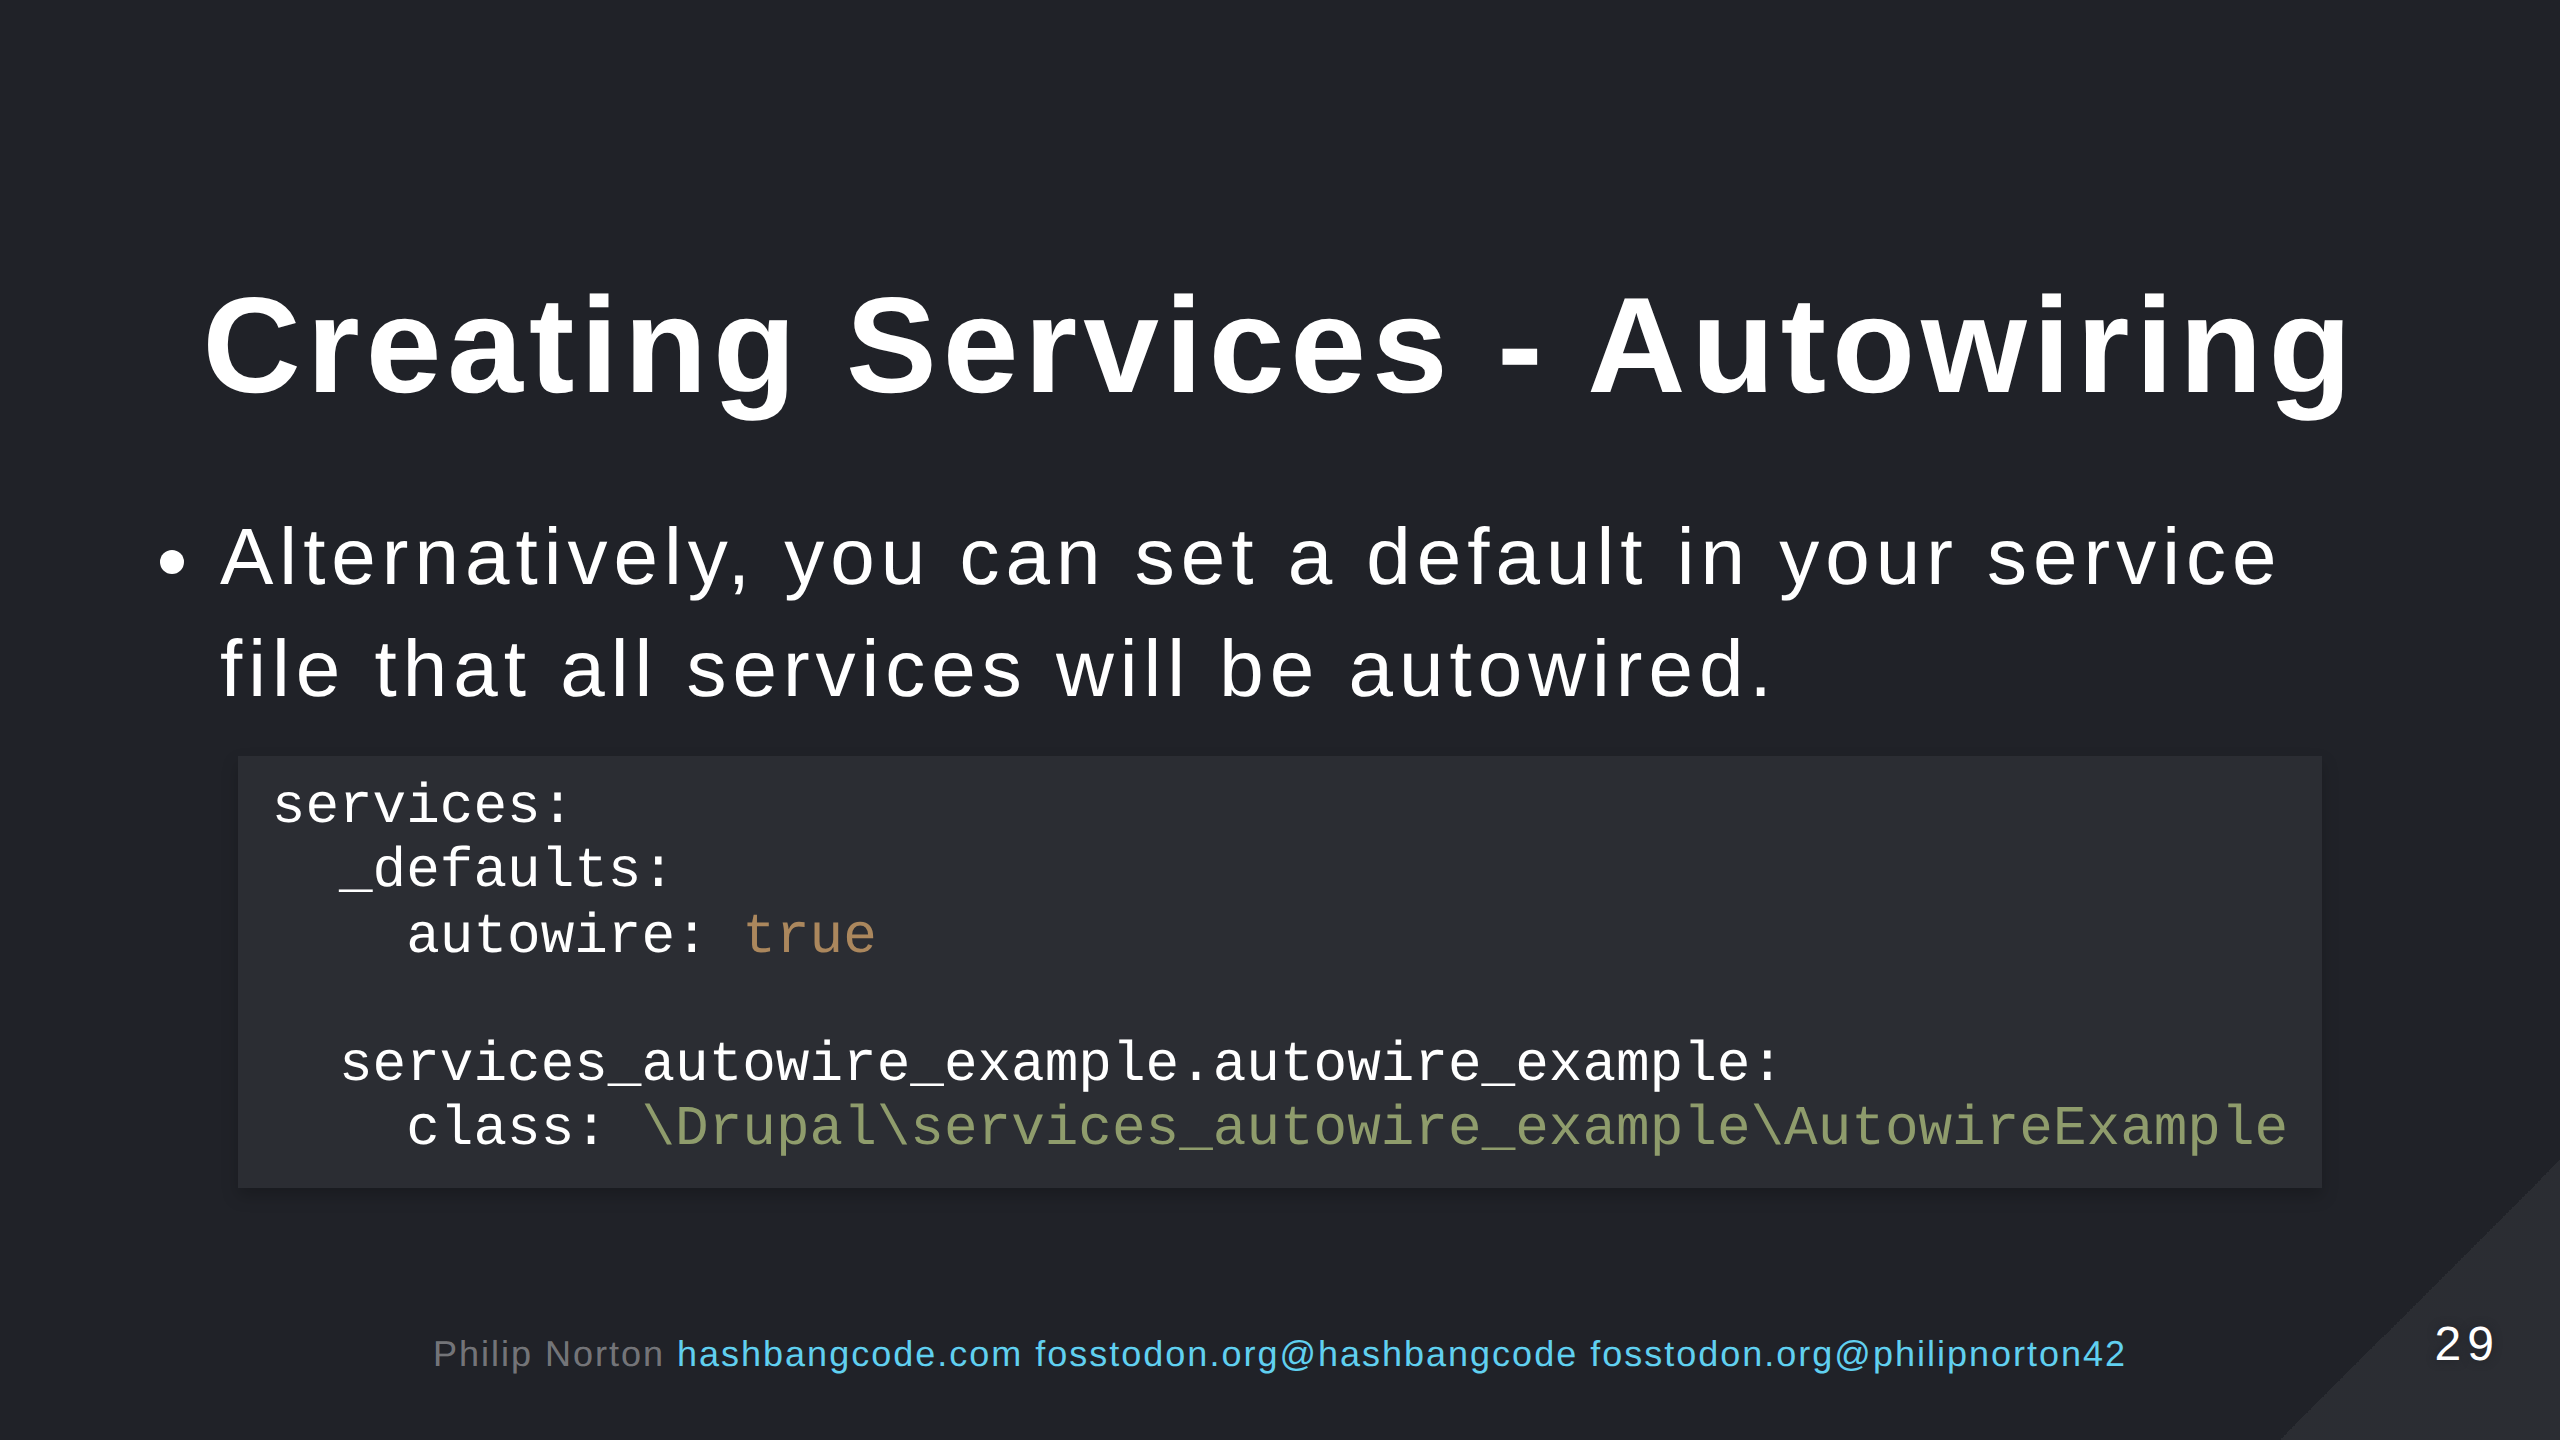 Creating Services - Autowiring
• Alternatively, you can set a default in your service
file that all services will be autowired.
services:
  _defaults:
    autowire: true

  services_autowire_example.autowire_example:
    class: \Drupal\services_autowire_example\AutowireExample
Philip Norton hashbangcode.com fosstodon.org@hashbangcode fosstodon.org@philipnorton42
29